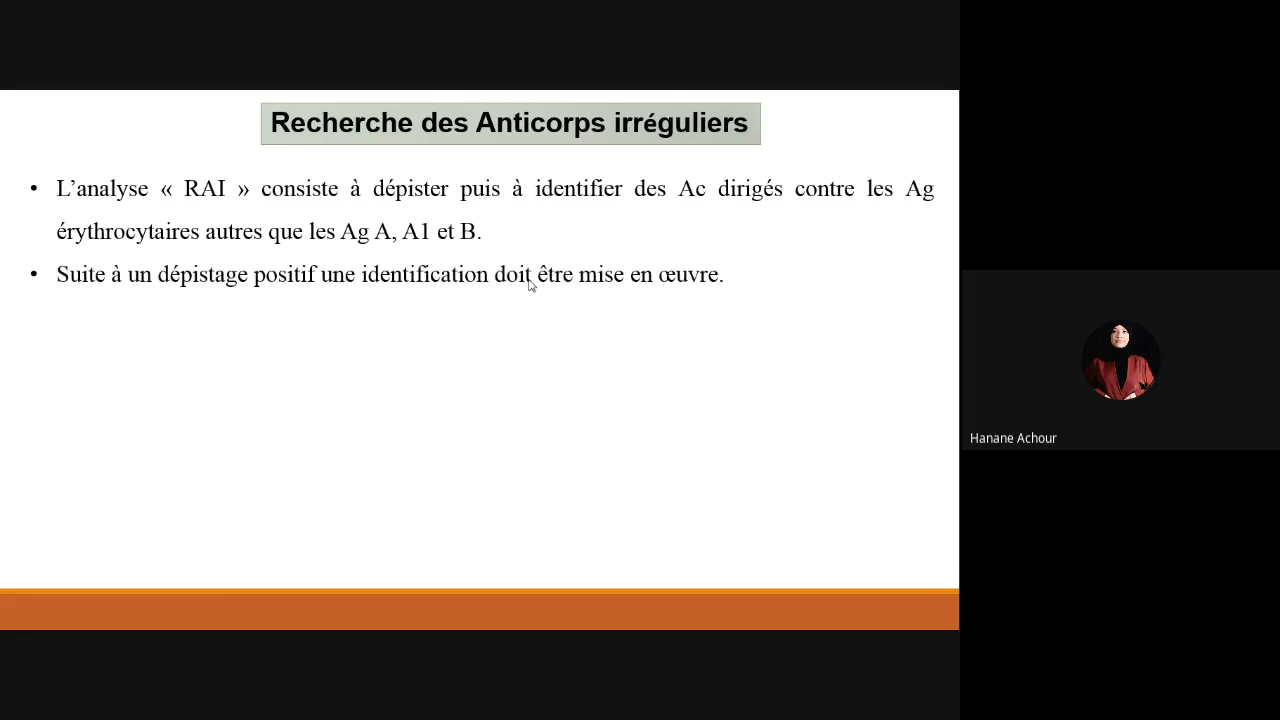 Recherche des Anticorps irréguliers
• L’analyse « RAI » consiste à dépister puis à identifier des Ac dirigés contre les Ag
érythrocytaires autres que les Ag A, A1 et B.
• Suite à un dépistage positif une identification doit être mise en œuvre.
Hanane Achour